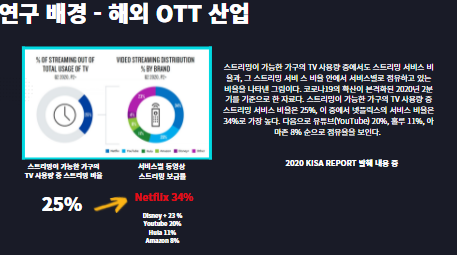 연구 배경 - 해외 OTT 산업
% STREAMING OUT OF
TOTAL USAGE OF TV
Q2 2020, P2+
VIDEO STREAMING DISTRIBUTION
% BY BRAND
Q2 2020, P2+
25%
스트리밍이 가능한 가구의
TV 사용량 중 스트리밍 비율
서비스별 동영상
스트리밍 보급률
25%
Netflix 34%
Disney + 23 %
Youtube 20%
Hula 11%
Amazon 8%
스트리밍이 가능한 가구의 TV 사용량 중에서도 스트리밍 서비스 비
율과, 그 스트리밍 서비스 비율 안에서 서비스별로 점유하고 있는
비율을 나타낸 그림이다. 코로나19의 확산이 본격화된 2020년 2분
기를 기준으로 한 자료다. 스트리밍이 가능한 가구의 TV 사용량 중
스트리밍 서비스 비율은 25%, 이 중에서 넷플릭스의 서비스 비율은
34%로 가장 높다. 다음으로 유튜브(YouTube) 20%, 훌루 11%, 아
마존 8% 순으로 점유율을 보인다.
2020 KISA REPORT 발췌 내용 중